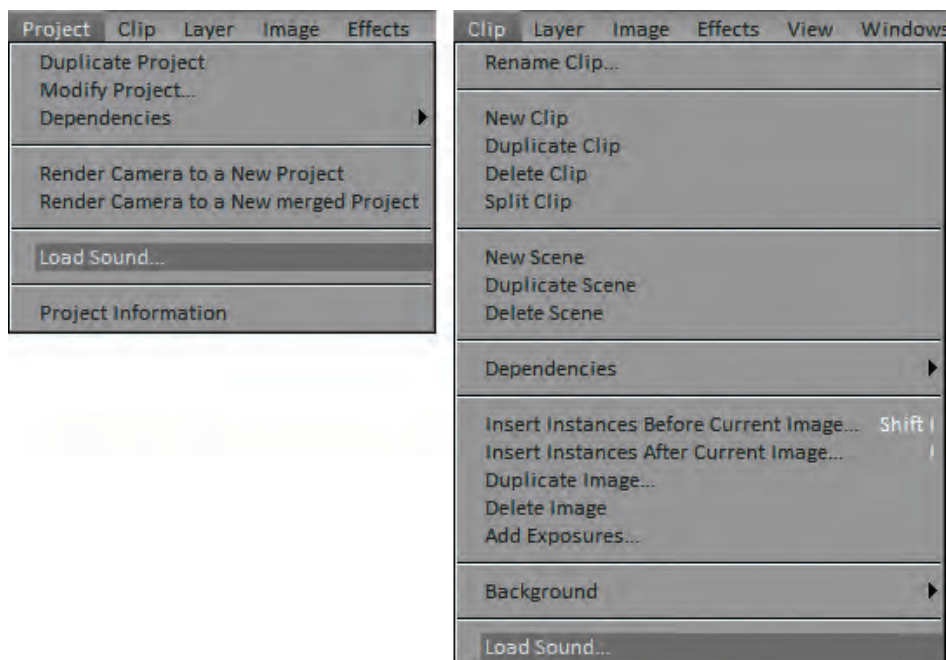 Project Clip Layer Image Effects
Duplicate Project
Modify Project...
Dependencies
Render Camera to a New Project
Render Camera to a New merged Project
Load Sound...
Project Information
Clip Layer Image Effects View Windows
Rename Clip...
New Clip
Duplicate Clip
Delete Clip
Split Clip
New Scene
Duplicate Scene
Delete Scene
Dependencies
Insert Instances Before Current Image... Shift I
Insert Instances After Current Image... I
Duplicate Image...
Delete Image
Add Exposures...
Background
Load Sound...